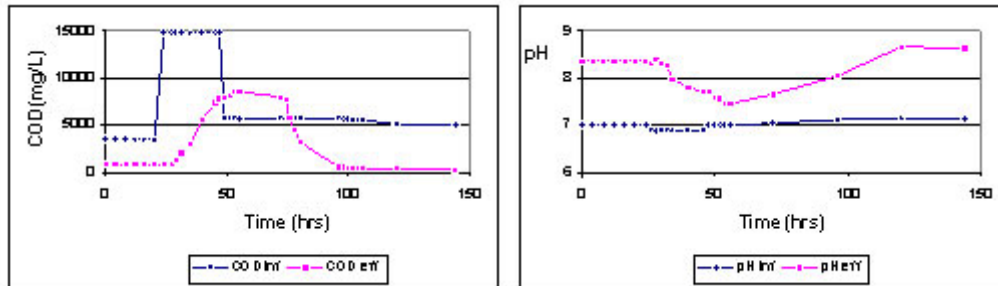 15000
10000
5000
0
COD(mg/L)
0 50 100 150
Time (hrs)
COD inf COD eff
9
8
7
6
pH
0 50 100 150
Time (hrs)
pH inf pH eff